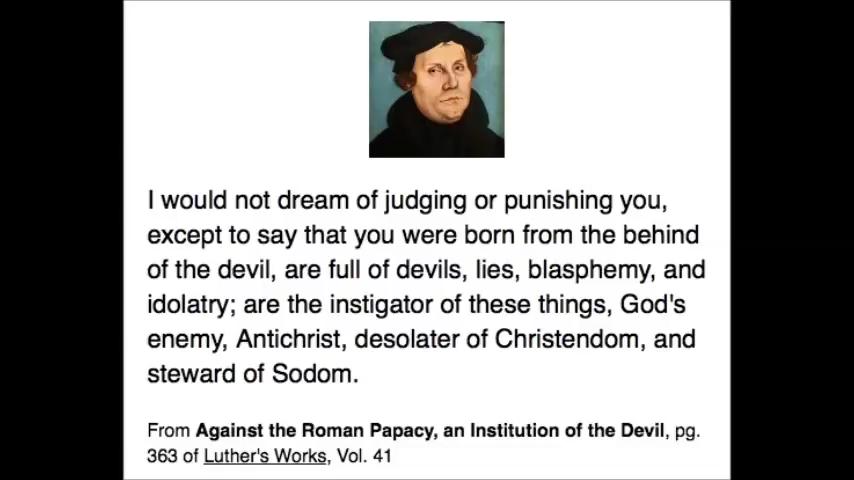 I would not dream of judging or punishing you,
except to say that you were born from the behind
of the devil, are full of devils, lies, blasphemy, and
idolatry; are the instigator of these things, God's
enemy, Antichrist, desolater of Christendom, and
steward of Sodom.
From Against the Roman Papacy, an Institution of the Devil, pg.
363 of Luther's Works, Vol. 41